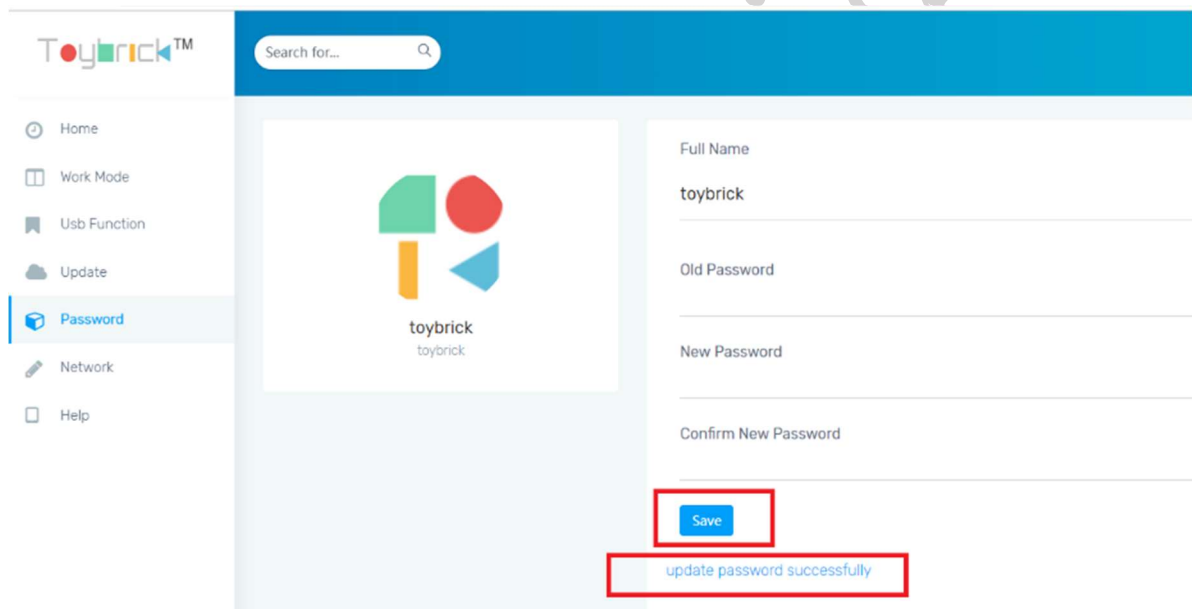 Toybrick™
Search for...
Home
Work Mode
Usb Function
Update
Password
Network
Help
toybrick
toybrick
Full Name
toybrick
Old Password
New Password
Confirm New Password
Save
update password successfully